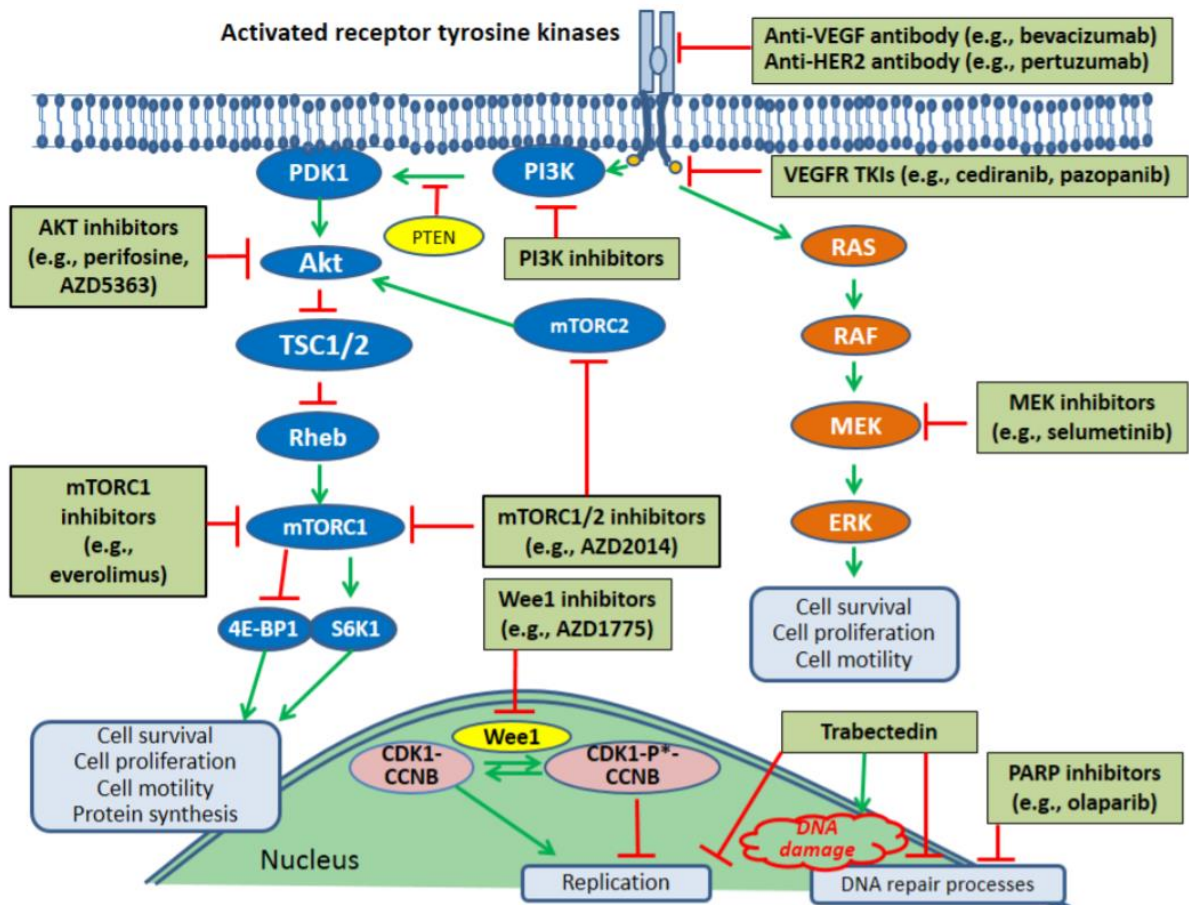 Activated receptor tyrosine kinases
Anti-VEGF antibody (e.g., bevacizumab)
Anti-HER2 antibody (e.g., pertuzumab)
PDK1
PI3K
VEGFR TKIs (e.g., cediranib, pazopanib)
PTEN
AKT inhibitors
(e.g., perifosine,
AZD5363)
Akt
PI3K inhibitors
RAS
mTORC2
RAF
TSC1/2
Rheb
MEK
MEK inhibitors
(e.g., selumetinib)
mTORC1
inhibitors
(e.g.,
everolimus)
mTORC1
mTORC1/2 inhibitors
(e.g., AZD2014)
ERK
4E-BP1
S6K1
Wee1 inhibitors
(e.g., AZD1775)
Cell survival
Cell proliferation
Cell motility
Cell survival
Cell proliferation
Cell motility
Protein synthesis
Wee1
CDK1-
CCNB
CDK1-P*-
CCNB
Trabectedin
PARP inhibitors
(e.g., olaparib)
DNA
damage
Nucleus
Replication
DNA repair processes